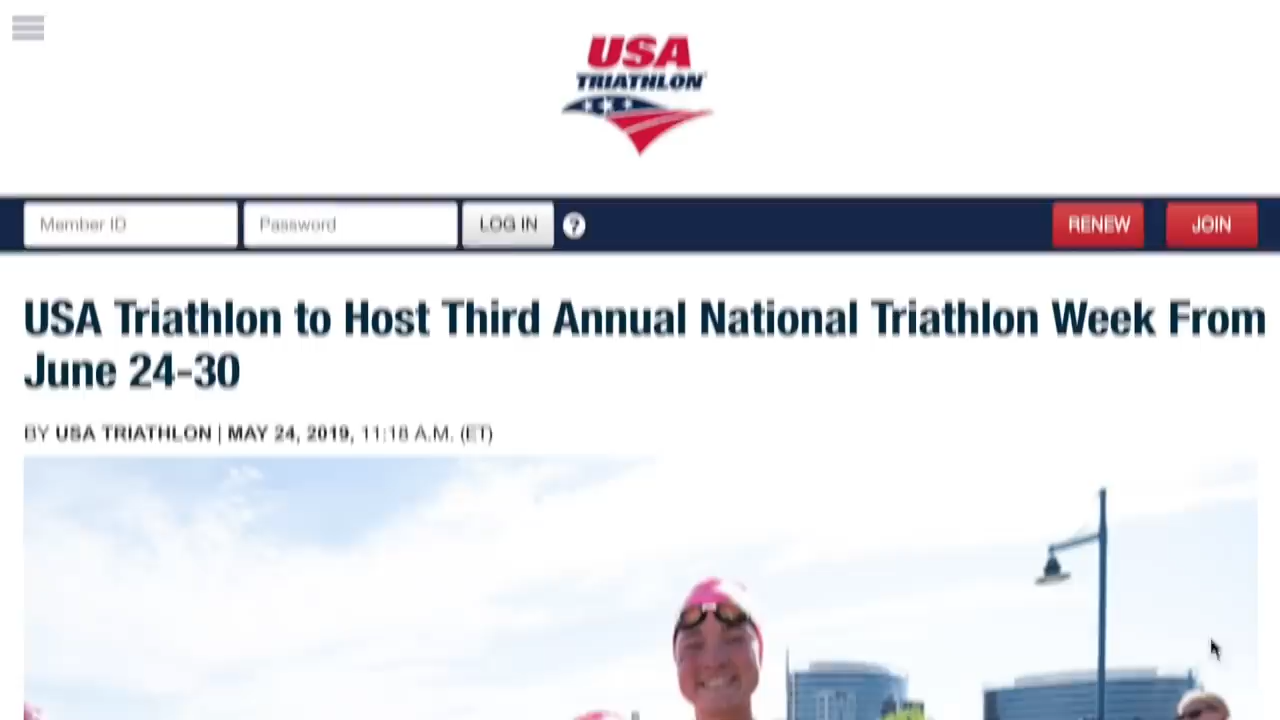 USA
TRIATHLON
Member ID Password LOG IN ? RENEW JOIN
USA Triathlon to Host Third Annual National Triathlon Week From
June 24-30
BY USA TRIATHLON | MAY 24, 2019, 11:18 A.M. (ET)